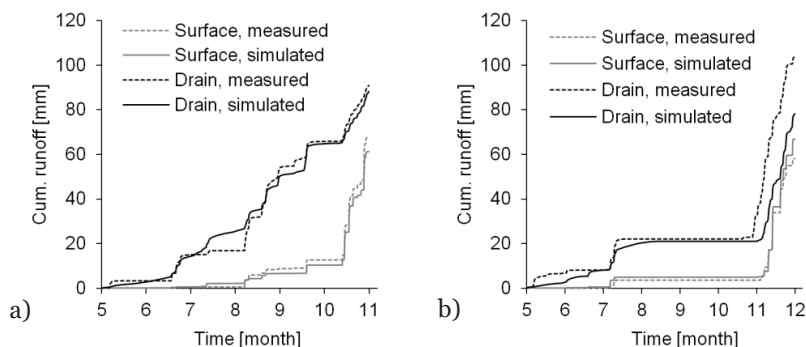 Surface, measured
Surface, simulated
Drain, measured
Drain, simulated
Cum. runoff [mm]
120
100
80
60
40
20
0
5 6 7 8 9 10 11
Time [month]
a)
Surface, measured
Surface, simulated
Drain, measured
Drain, simulated
Cum. runoff [mm]
120
100
80
60
40
20
0
5 6 7 8 9 10 11 12
Time [month]
b)